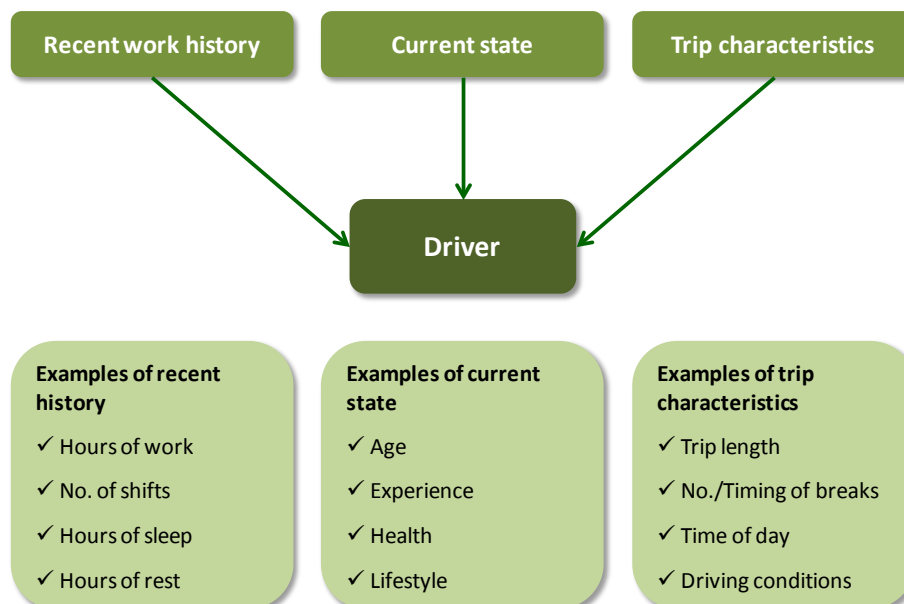 Recent work history
Current state
Trip characteristics
Driver
Examples of recent
history
✓ Hours of work
✓ No. of shifts
✓ Hours of sleep
✓ Hours of rest
Examples of current
state
✓ Age
✓ Experience
✓ Health
✓ Lifestyle
Examples of trip
characteristics
✓ Trip length
✓ No./Timing of breaks
✓ Time of day
✓ Driving conditions